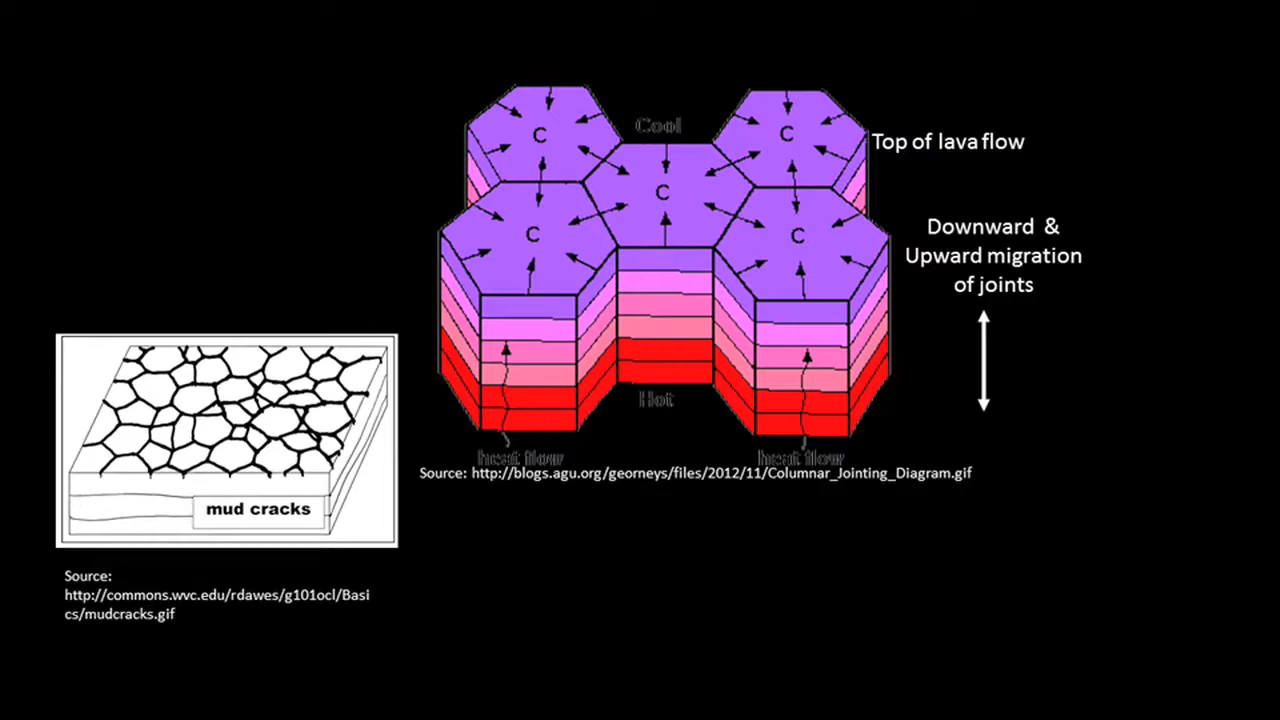 Cool
C
C
C
C
C
Top of lava flow
Downward &
Upward migration
of joints
Hot
heat flow
heat flow
Source: http://blogs.agu.org/georneys/files/2012/11/Columnar_Jointing_Diagram.gif
mud cracks
Source:
http://commons.wvc.edu/rdawes/g101ocl/Basi
cs/mudcracks.gif